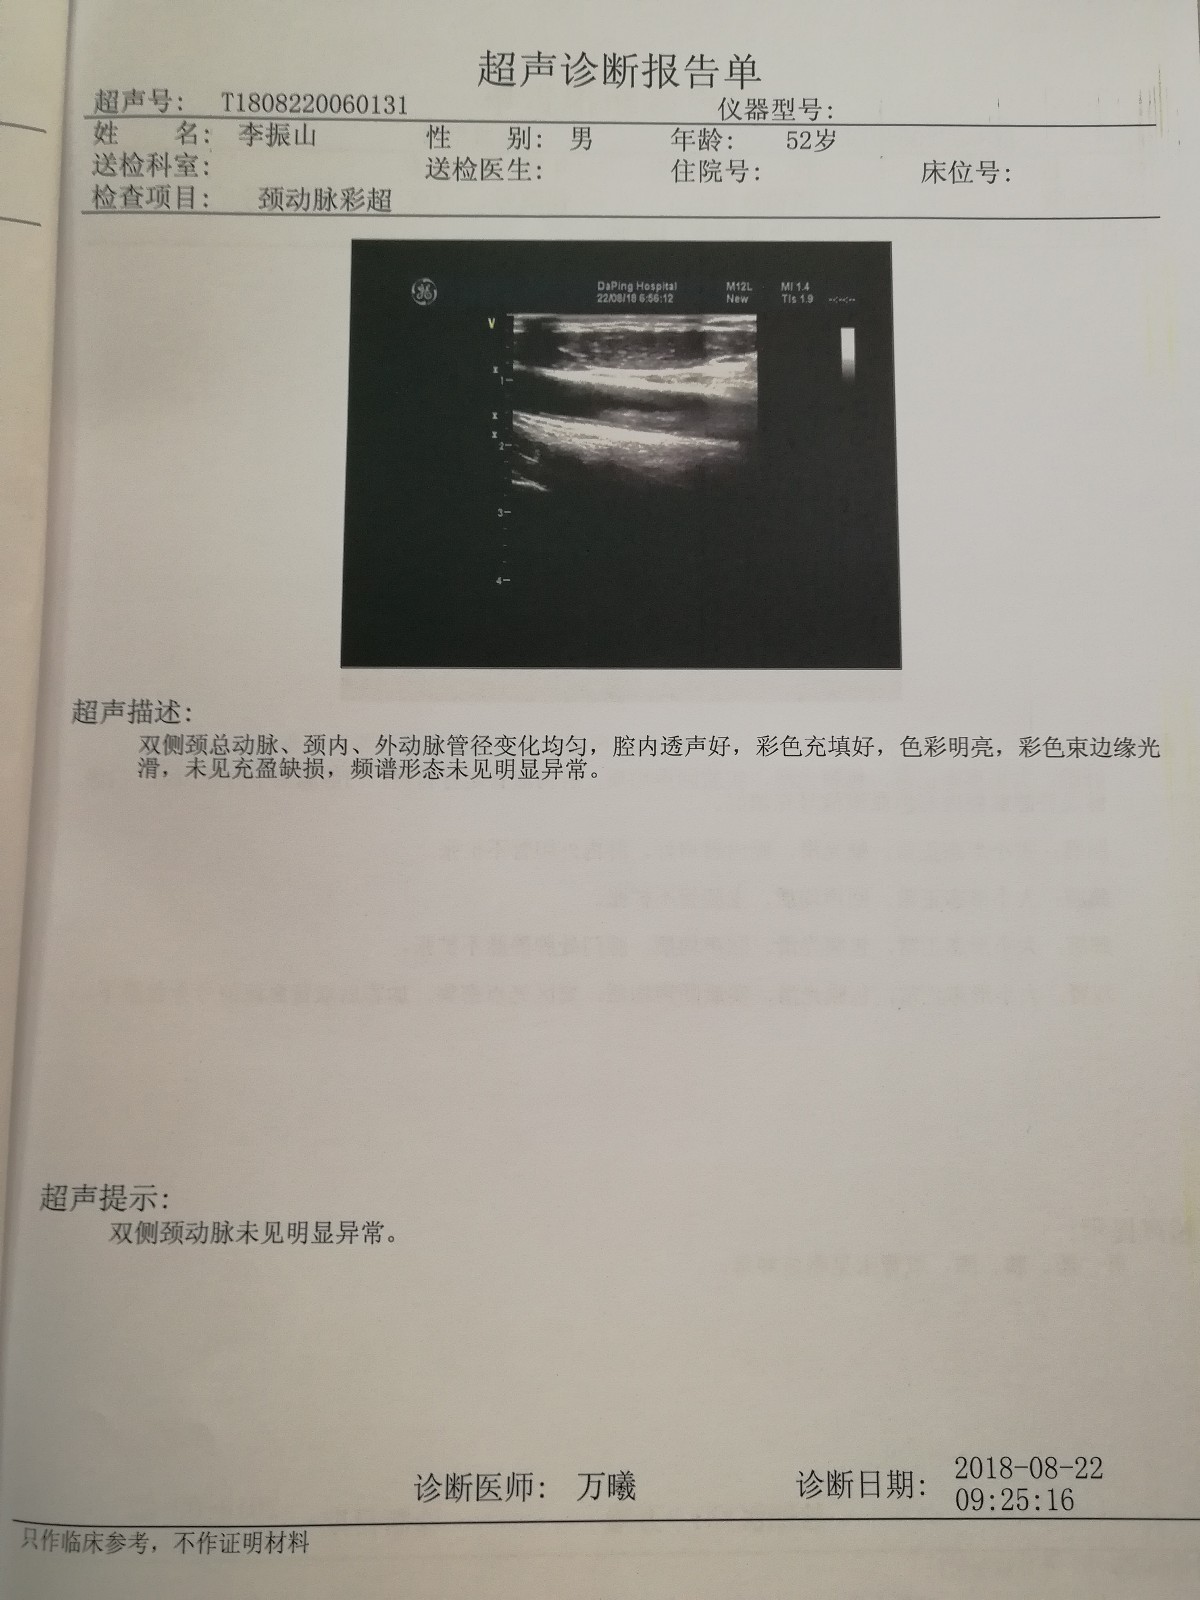 超声诊断报告单
超声号: T1808220060131 仪器型号:
姓 名: 李振山 性 别: 男 年龄: 52岁
送检科室: 送检医生: 住院号: 床位号:
检查项目: 颈动脉彩超
DaPing Hospital M12L MI 1.4
22/08/18 6:56:12 New TIs 1.9 --:--:--
V
1
2
3
4
超声描述:
双侧颈总动脉、颈内、外动脉管径变化均匀，腔内透声好，彩色充填好，色彩明亮，彩色束边缘光
滑，未见充盈缺损，频谱形态未见明显异常。
超声提示:
双侧颈动脉未见明显异常。
诊断医师: 万曦 诊断日期: 2018-08-22
09:25:16
只作临床参考，不作证明材料